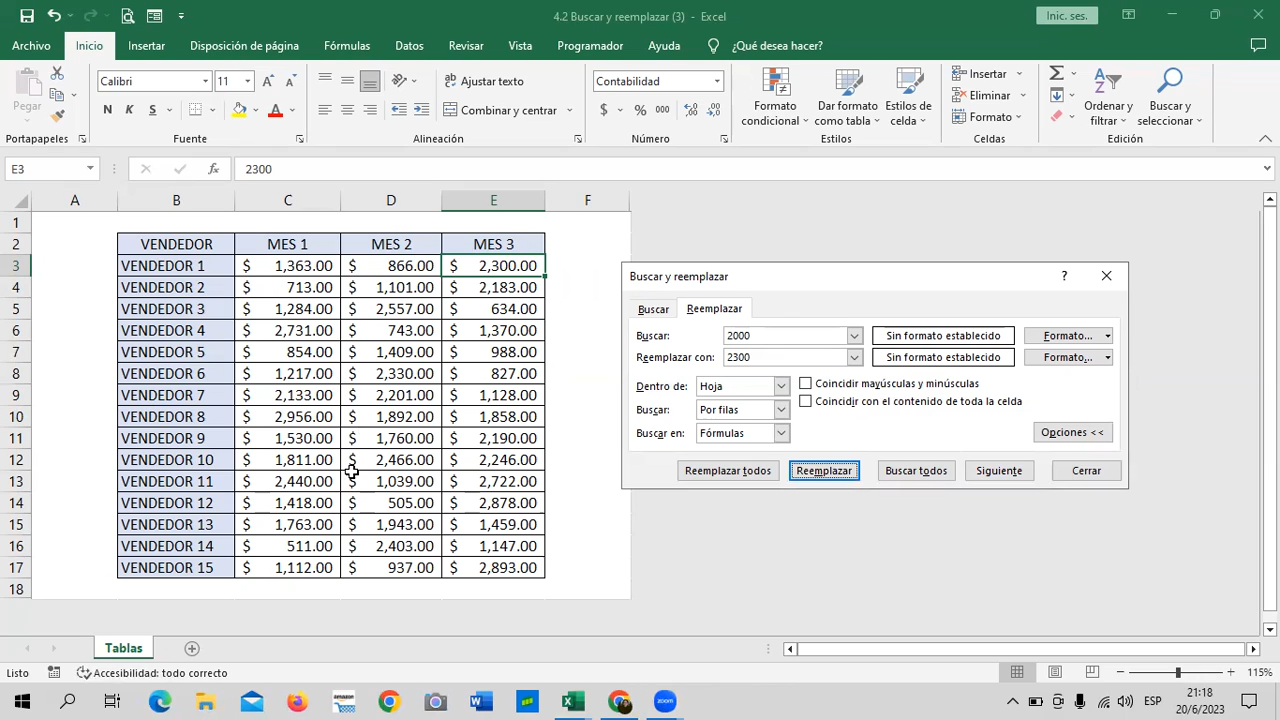 4.2 Buscar y reemplazar (3) - Excel
Inic. ses.
Archivo Inicio Insertar Disposición de página Fórmulas Datos Revisar Vista Programador Ayuda ¿Qué desea hacer?
Pegar
Calibri 11
N K S
Ajustar texto
Combinar y centrar
Contabilidad
$ % 000
Formato condicional
Dar formato como tabla
Estilos de celda
Insertar
Eliminar
Formato
Ordenar y filtrar
Buscar y seleccionar
Portapapeles Fuente Alineación Número Estilos Celdas Edición
E3 fx 2300
A B C D E F
1
2 VENDEDOR MES 1 MES 2 MES 3
3 VENDEDOR 1 $ 1,363.00 $ 866.00 $ 2,300.00
4 VENDEDOR 2 $ 713.00 $ 1,101.00 $ 2,183.00
5 VENDEDOR 3 $ 1,284.00 $ 2,557.00 $ 634.00
6 VENDEDOR 4 $ 2,731.00 $ 743.00 $ 1,370.00
7 VENDEDOR 5 $ 854.00 $ 1,409.00 $ 988.00
8 VENDEDOR 6 $ 1,217.00 $ 2,330.00 $ 827.00
9 VENDEDOR 7 $ 2,133.00 $ 2,201.00 $ 1,128.00
10 VENDEDOR 8 $ 2,956.00 $ 1,892.00 $ 1,858.00
11 VENDEDOR 9 $ 1,530.00 $ 1,760.00 $ 2,190.00
12 VENDEDOR 10 $ 1,811.00 $ 2,466.00 $ 2,246.00
13 VENDEDOR 11 $ 2,440.00 $ 1,039.00 $ 2,722.00
14 VENDEDOR 12 $ 1,418.00 $ 505.00 $ 2,878.00
15 VENDEDOR 13 $ 1,763.00 $ 1,943.00 $ 1,459.00
16 VENDEDOR 14 $ 511.00 $ 2,403.00 $ 1,147.00
17 VENDEDOR 15 $ 1,112.00 $ 937.00 $ 2,893.00
18
Buscar y reemplazar ?
Buscar Reemplazar
Buscar: 2000 Sin formato establecido Formato...
Reemplazar con: 2300 Sin formato establecido Formato...
Dentro de: Hoja Coincidir mayúsculas y minúsculas
Buscar: Por filas Coincidir con el contenido de toda la celda
Buscar en: Fórmulas Opciones <<
Reemplazar todos Reemplazar Buscar todos Siguiente Cerrar
Tablas
Listo Accesibilidad: todo correcto 115%
amazon
zoom
ESP
21:18
20/6/2023